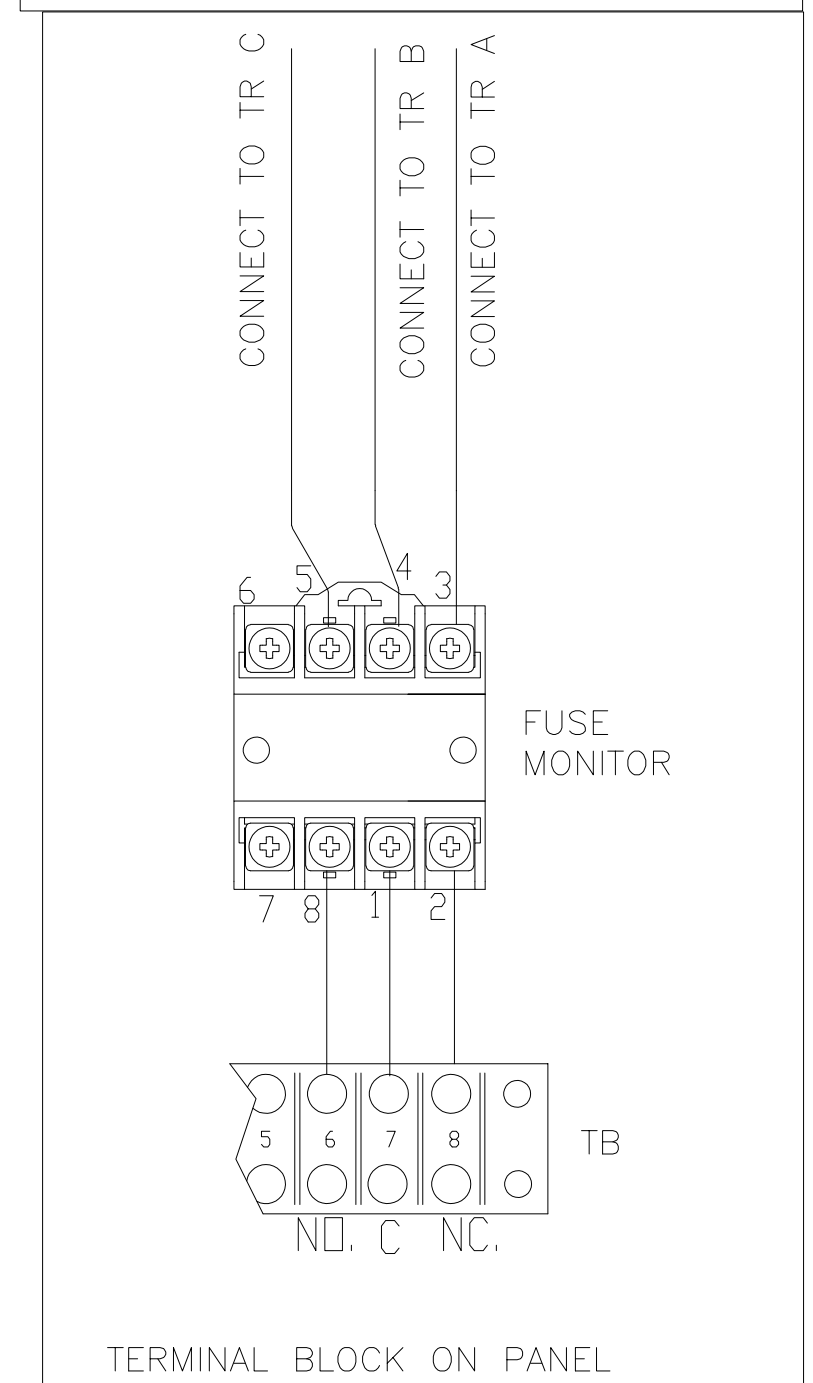 CONNECT TO TR C
CONNECT TO TR B
CONNECT TO TR A
6 5 4 3
FUSE
MONITOR
7 8 1 2
5 6 7 8
TB
NO. C NC.
TERMINAL BLOCK ON PANEL